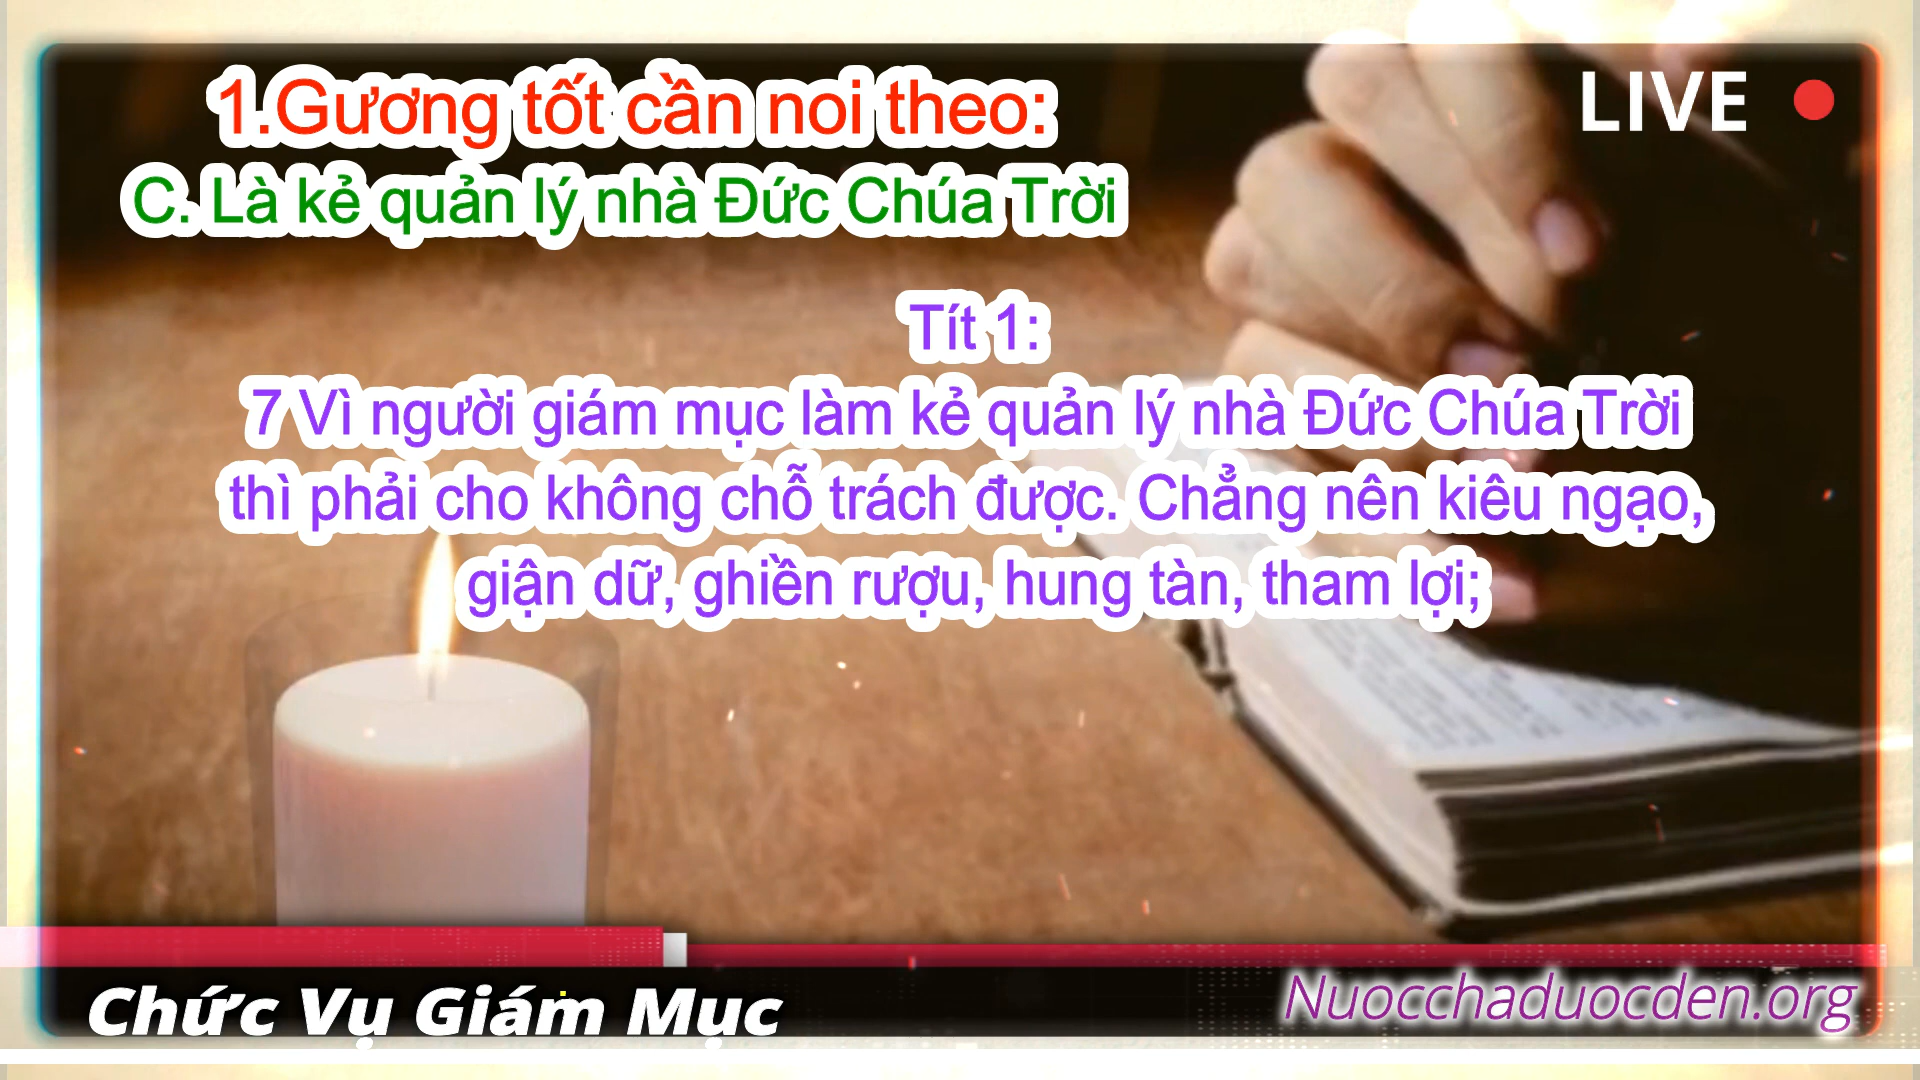 1.Gương tốt cần noi theo:
LIVE
C. Là kẻ quản lý nhà Đức Chúa Trời
Tít 1:
7 Vì người giám mục làm kẻ quản lý nhà Đức Chúa Trời
thì phải cho không chỗ trách được. Chẳng nên kiêu ngạo,
giận dữ, ghiền rượu, hung tàn, tham lợi;
Chức Vụ Giám Mục
Nuocchaduocden.org